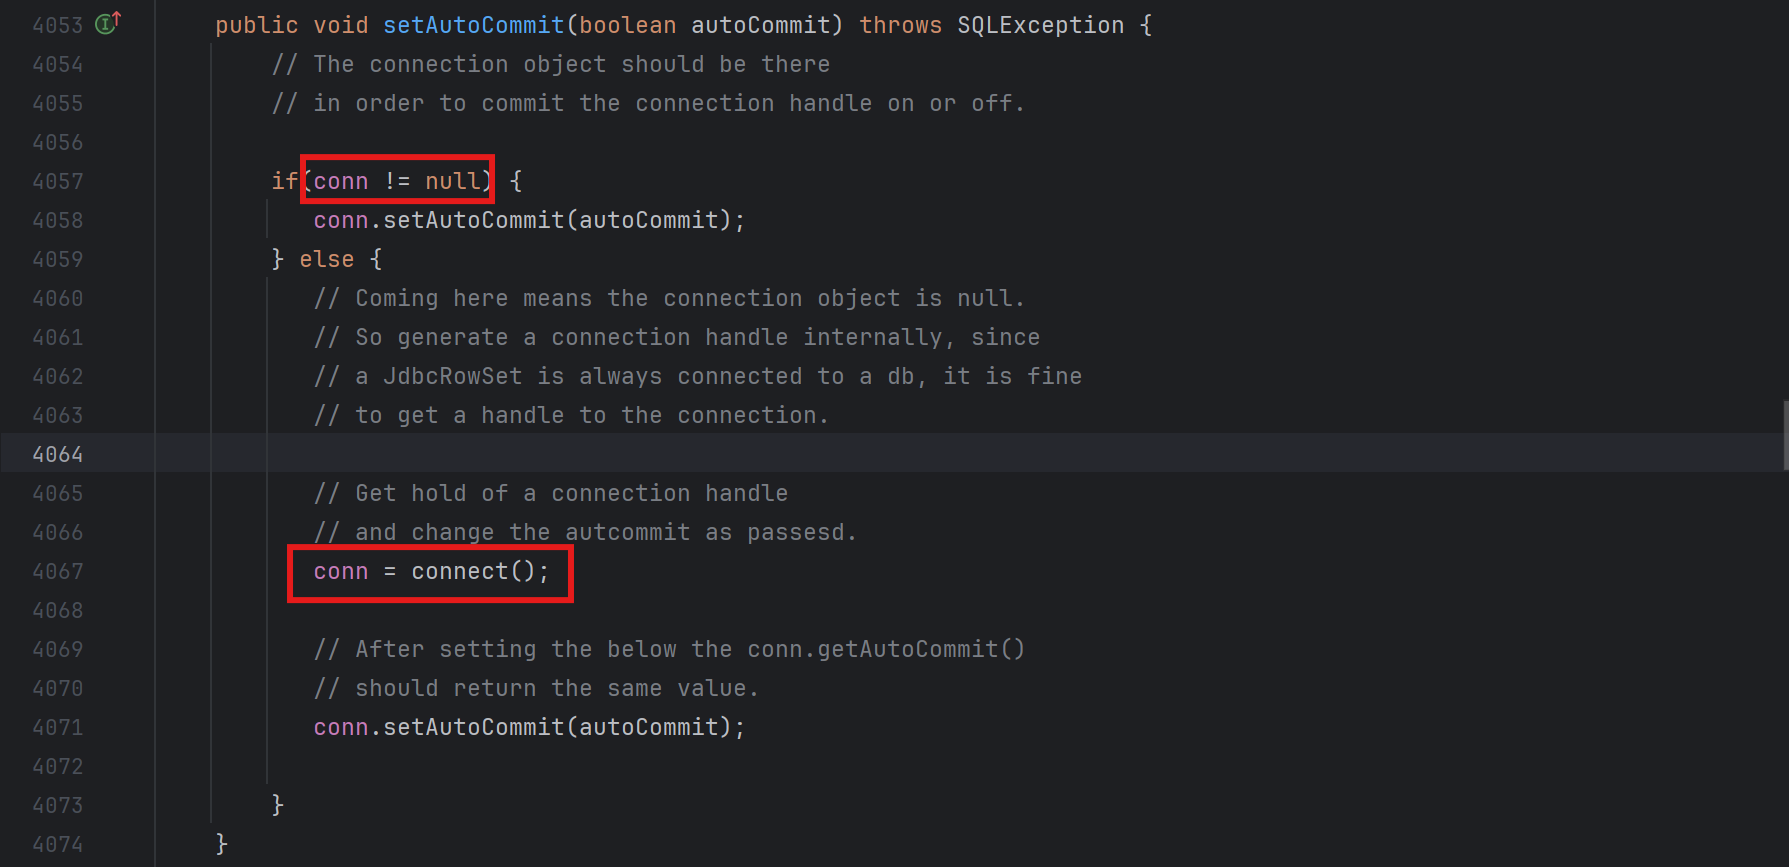 4053 public void setAutoCommit(boolean autoCommit) throws SQLException {
4054 // The connection object should be there
4055 // in order to commit the connection handle on or off.
4056
4057 if(conn != null) {
4058 conn.setAutoCommit(autoCommit);
4059 } else {
4060 // Coming here means the connection object is null.
4061 // So generate a connection handle internally, since
4062 // a JdbcRowSet is always connected to a db, it is fine
4063 // to get a handle to the connection.
4064
4065 // Get hold of a connection handle
4066 // and change the autcommit as passesd.
4067 conn = connect();
4068
4069 // After setting the below the conn.getAutoCommit()
4070 // should return the same value.
4071 conn.setAutoCommit(autoCommit);
4072
4073 }
4074 }